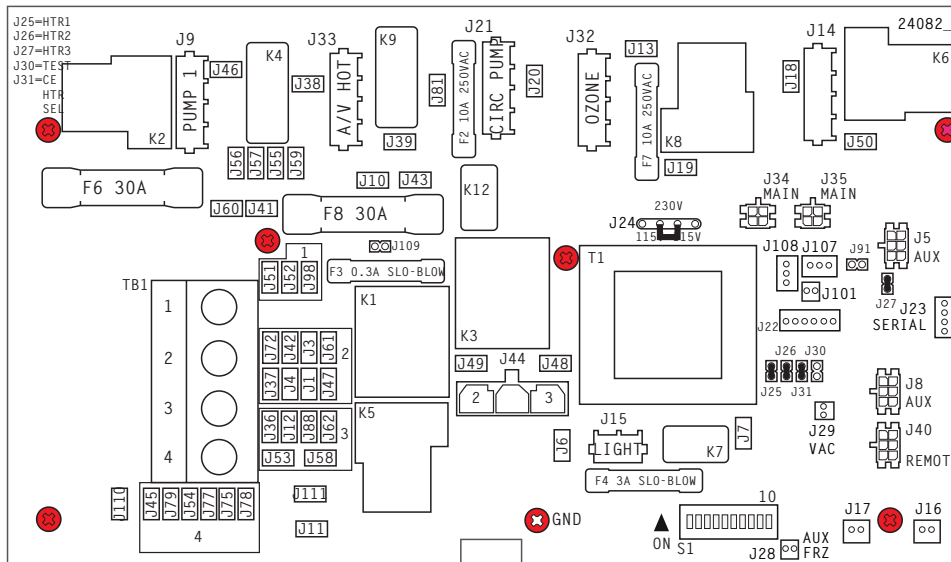 J25=HTR1
J26=HTR2
J27=HTR3
J30=TEST
J31=CE
HTR
SEL
J9
J33
J21
J32
J13
J14
24082_
K6
K2
PUMP 1
J46
K4
J38
A/V HOT
K9
J39
J81
F2 10A 250VAC
CIRC PUMP
J20
OZONE
F7 10A 250VAC
K8
J19
J18
J50
J56
J57
J55
J59
F6 30A
J60
J41
J10
J43
F8 30A
K12
J34
MAIN
J35
MAIN
230V
J24
115V
115V
J109
J5
AUX
J108
J107
J91
J101
J27
J23
SERIAL
J22
1
J51
J52
J98
F3 0.3A SLO-BLOW
T1
TB1
1
2
3
4
K1
K3
J72
J42
J3
J61
2
J37
J4
J1
J47
J49
J44
J48
2
3
J26
J30
J25
J31
J8
AUX
J29
VAC
J40
REMOT
K5
J36
J12
J88
J62
3
J53
J58
J6
J15
LIGHT
K7
J7
F4 3A SLO-BLOW
J110
J45
J79
J54
J77
J75
J78
4
J111
J11
GND
ON
S1
10
J28
AUX
FRZ
J17
J16